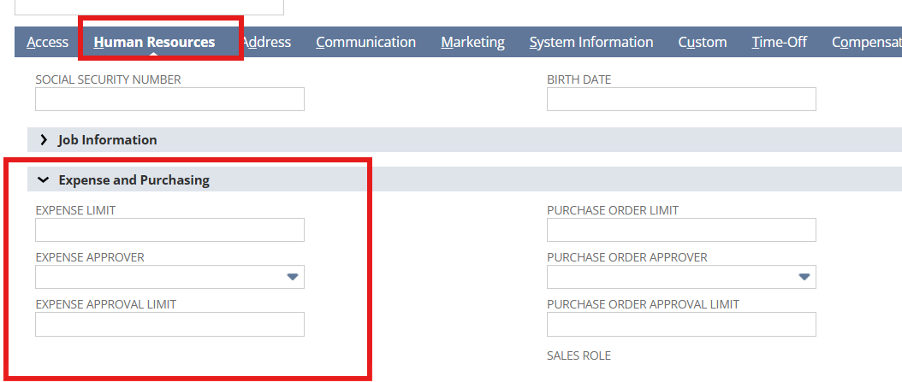 Access Human Resources Address Communication Marketing System Information Custom Time-Off Compensat
SOCIAL SECURITY NUMBER BIRTH DATE
Job Information
Expense and Purchasing
EXPENSE LIMIT PURCHASE ORDER LIMIT
EXPENSE APPROVER PURCHASE ORDER APPROVER
EXPENSE APPROVAL LIMIT PURCHASE ORDER APPROVAL LIMIT
SALES ROLE